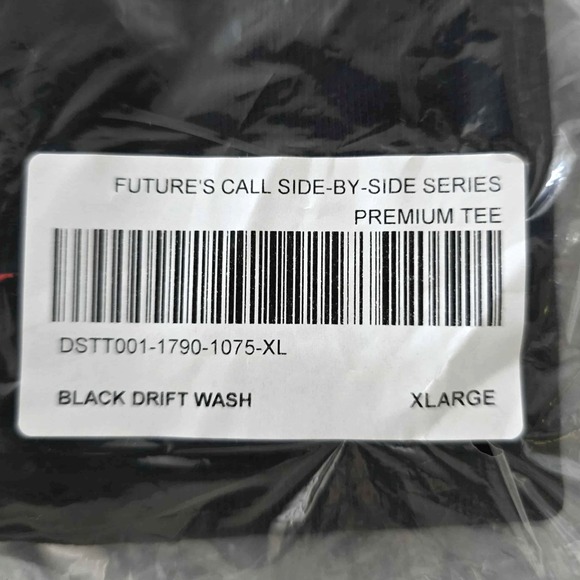 FUTURE'S CALL SIDE-BY-SIDE SERIES
PREMIUM TEE
DSTT001-1790-1075-XL
BLACK DRIFT WASH XLARGE